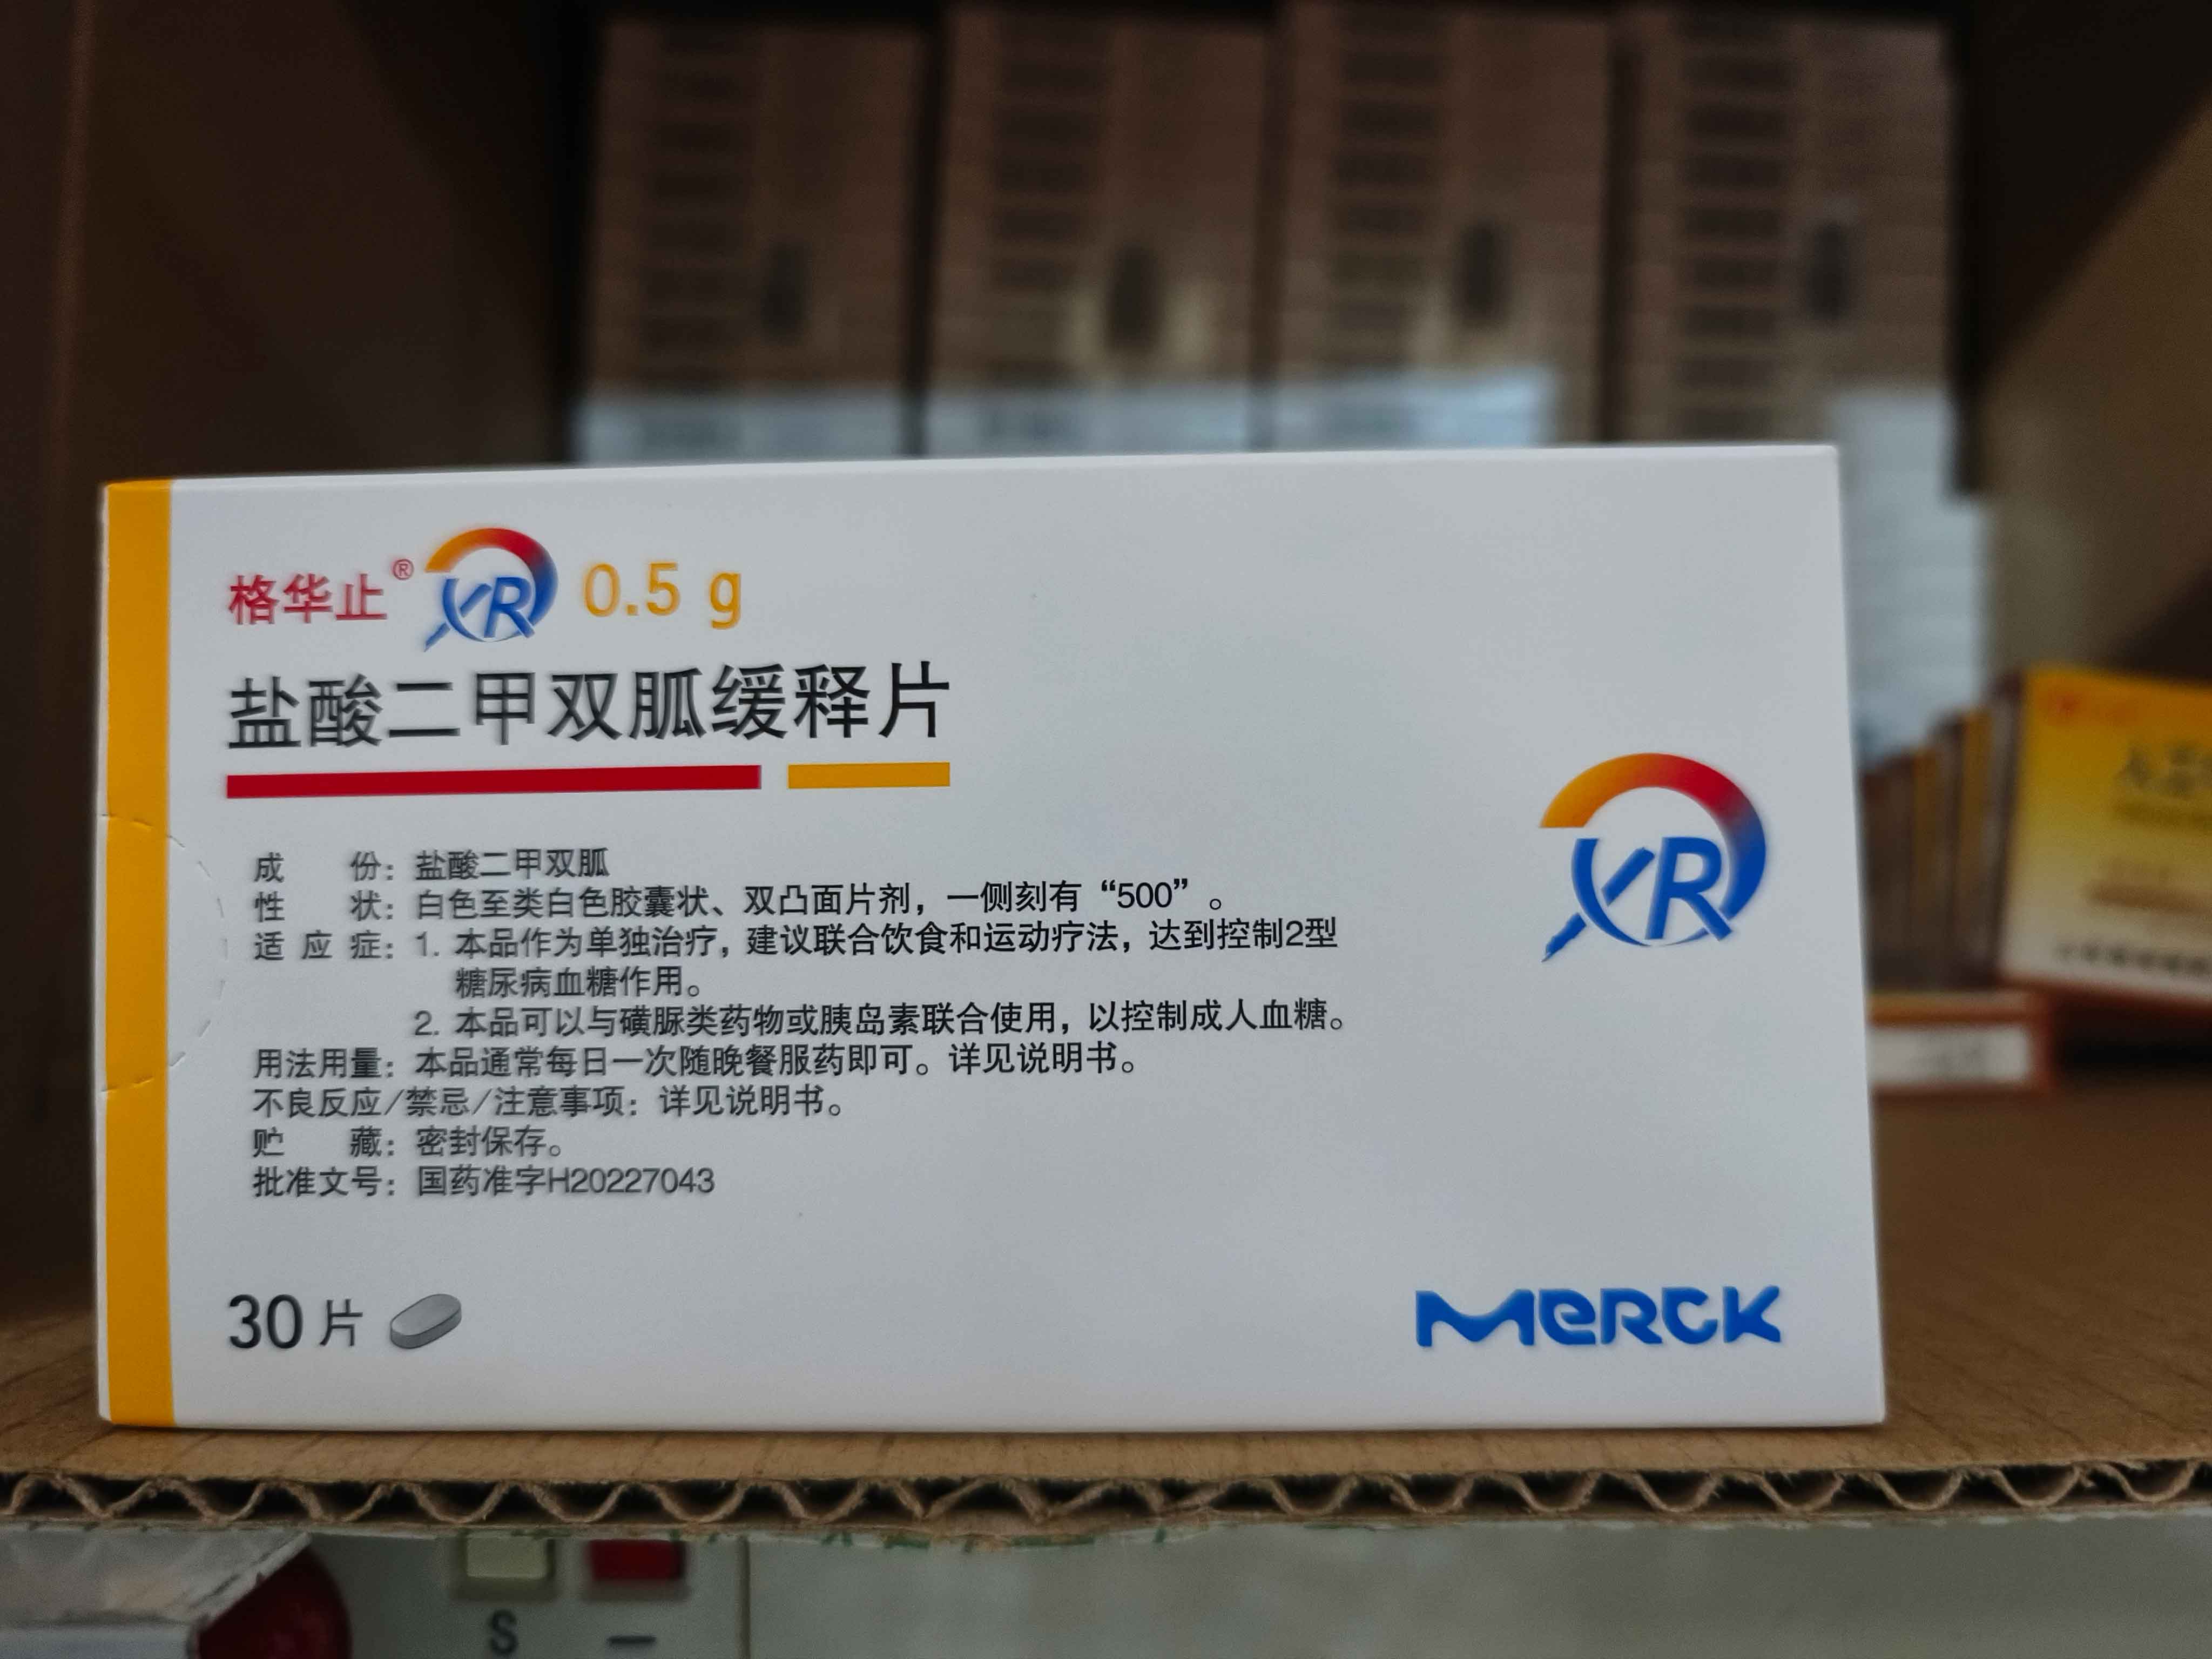 格华止® XR 0.5 g
盐酸二甲双胍缓释片
成 份：盐酸二甲双胍
性 状：白色至类白色胶囊状、双凸面片剂，一侧刻有“500”。
适 应 症：1. 本品作为单独治疗，建议联合饮食和运动疗法，达到控制2型
糖尿病血糖作用。
2. 本品可以与磺脲类药物或胰岛素联合使用，以控制成人血糖。
用法用量：本品通常每日一次随晚餐服药即可。详见说明书。
不良反应/禁忌/注意事项：详见说明书。
贮 藏：密封保存。
批准文号：国药准字H20227043
XR
30 片
MERCK
S